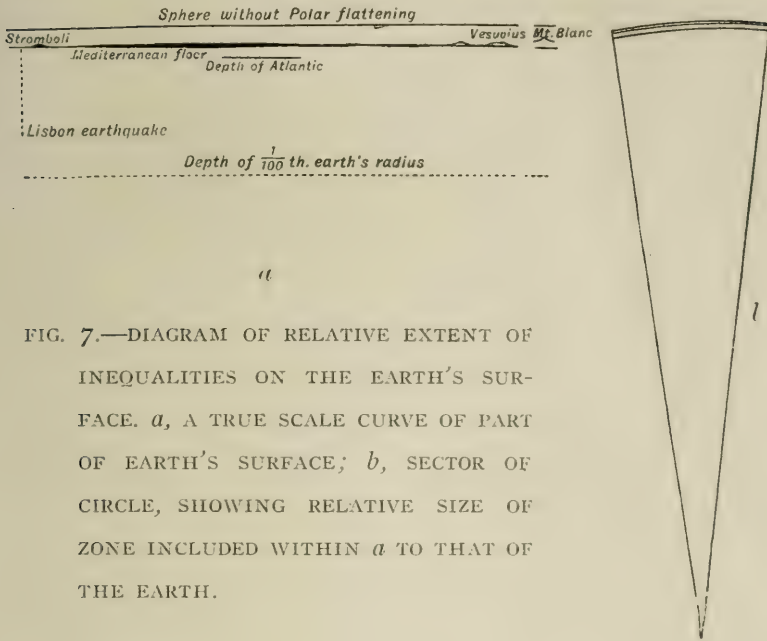 Sphere without Polar flattening
Stromboli Vesuvius Mt. Blanc
Mediterranean floor
Depth of Atlantic
Lisbon earthquake
Depth of 1/100 th. earth's radius
a
l
FIG. 7.—DIAGRAM OF RELATIVE EXTENT OF
INEQUALITIES ON THE EARTH'S SUR-
FACE. a, A TRUE SCALE CURVE OF PART
OF EARTH'S SURFACE; b, SECTOR OF
CIRCLE, SHOWING RELATIVE SIZE OF
ZONE INCLUDED WITHIN a TO THAT OF
THE EARTH.